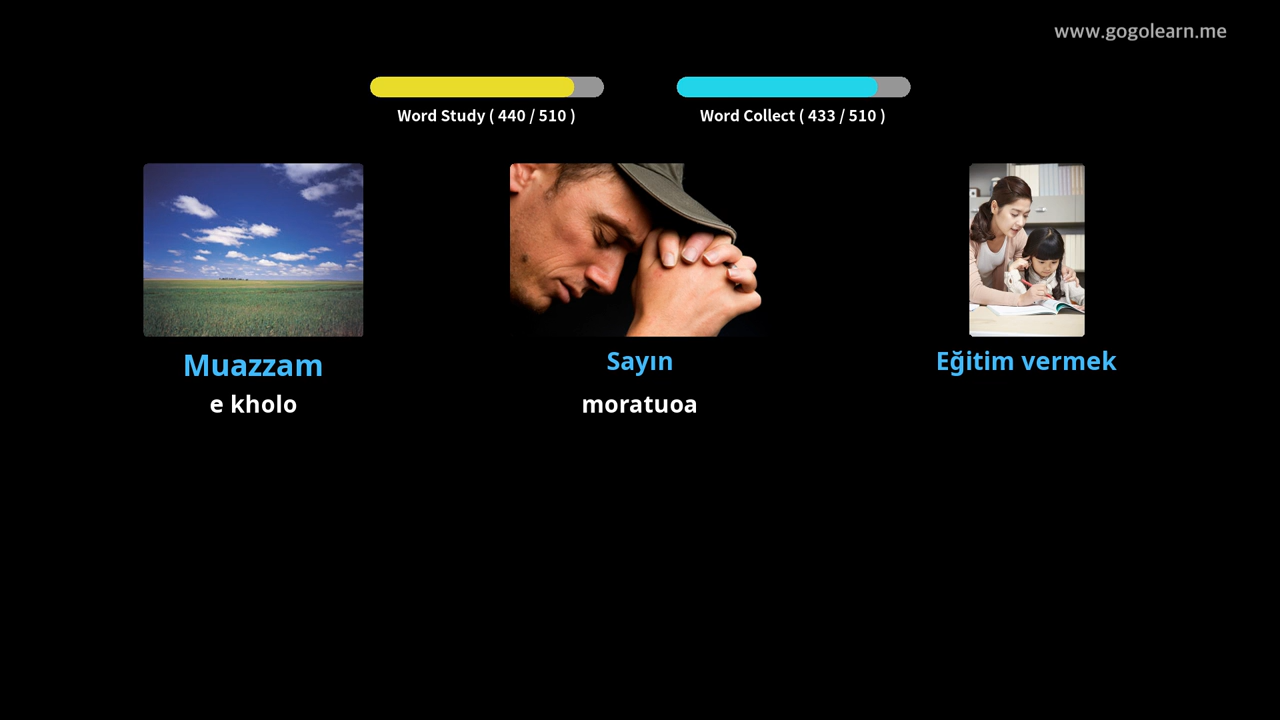 www.gogolearn.me
Word Study ( 440 / 510 )
Word Collect ( 433 / 510 )
Muazzam
Sayın
Eğitim vermek
e kholo
moratuoa